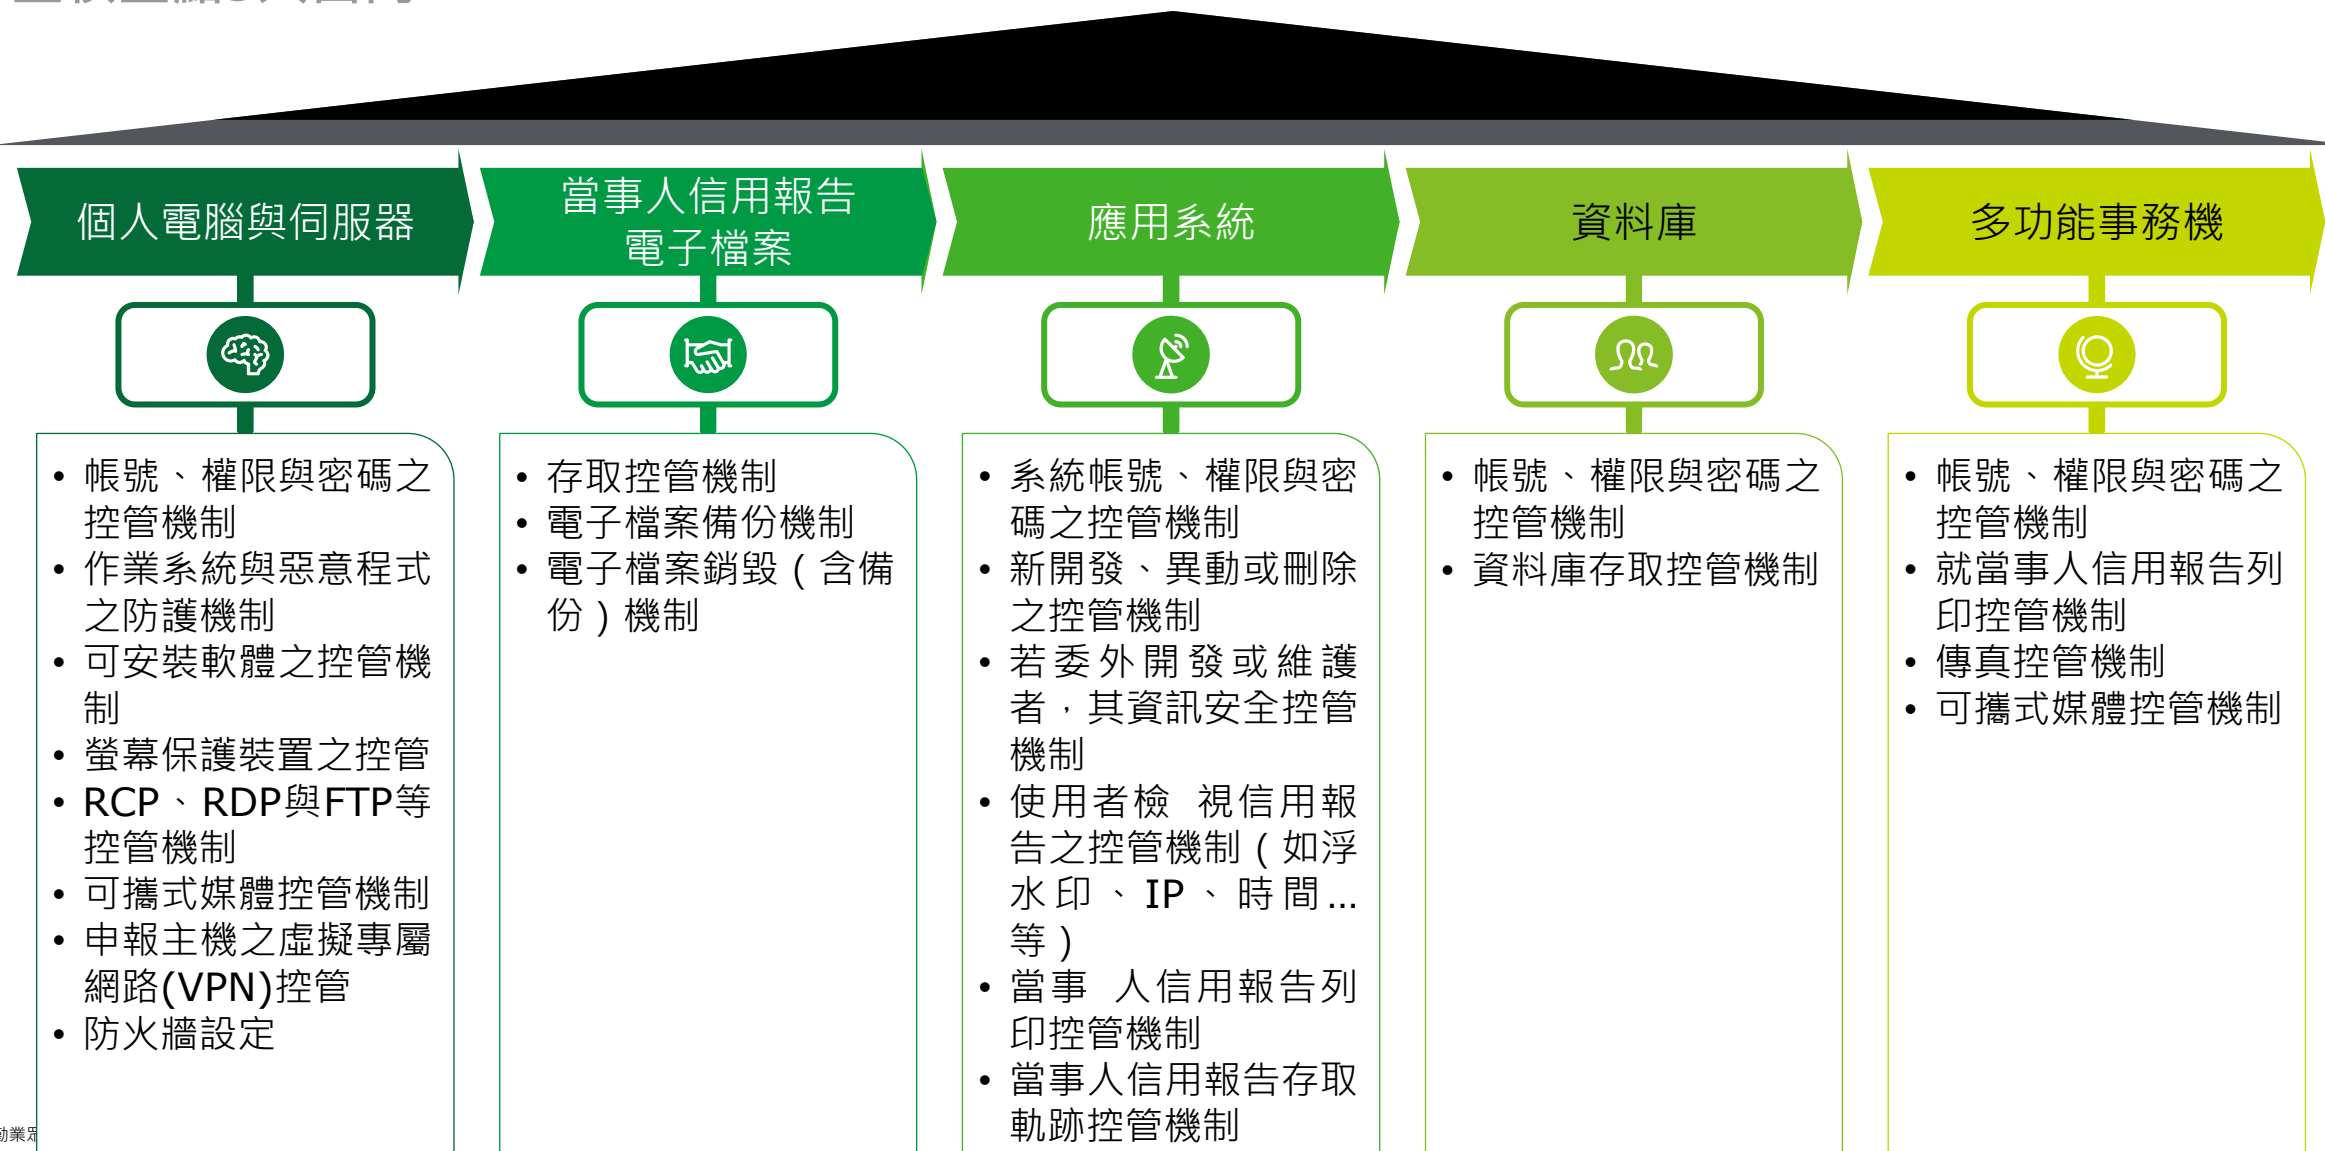 個人電腦與伺服器
當事人信用報告
電子檔案
應用系統
資料庫
多功能事務機
• 帳號、權限與密碼之
控管機制
• 作業系統與惡意程式
之防護機制
• 可安裝軟體之控管機
制
• 螢幕保護裝置之控管
• RCP、RDP與FTP等
控管機制
• 可攜式媒體控管機制
• 申報主機之虛擬專屬
網路(VPN)控管
• 防火牆設定
• 存取控管機制
• 電子檔案備份機制
• 電子檔案銷毀(含備
份)機制
• 系統帳號、權限與密
碼之控管機制
• 新開發、異動或刪除
之控管機制
• 若委外開發或維護
者，其資訊安全控管
機制
• 使用者檢 視信用報
告之控管機制(如浮
水印、IP、時間…
等)
• 當事 人信用報告列
印控管機制
• 當事人信用報告存取
軌跡控管機制
• 帳號、權限與密碼之
控管機制
• 資料庫存取控管機制
• 帳號、權限與密碼之
控管機制
• 就當事人信用報告列
印控管機制
• 傳真控管機制
• 可攜式媒體控管機制
勤業眾